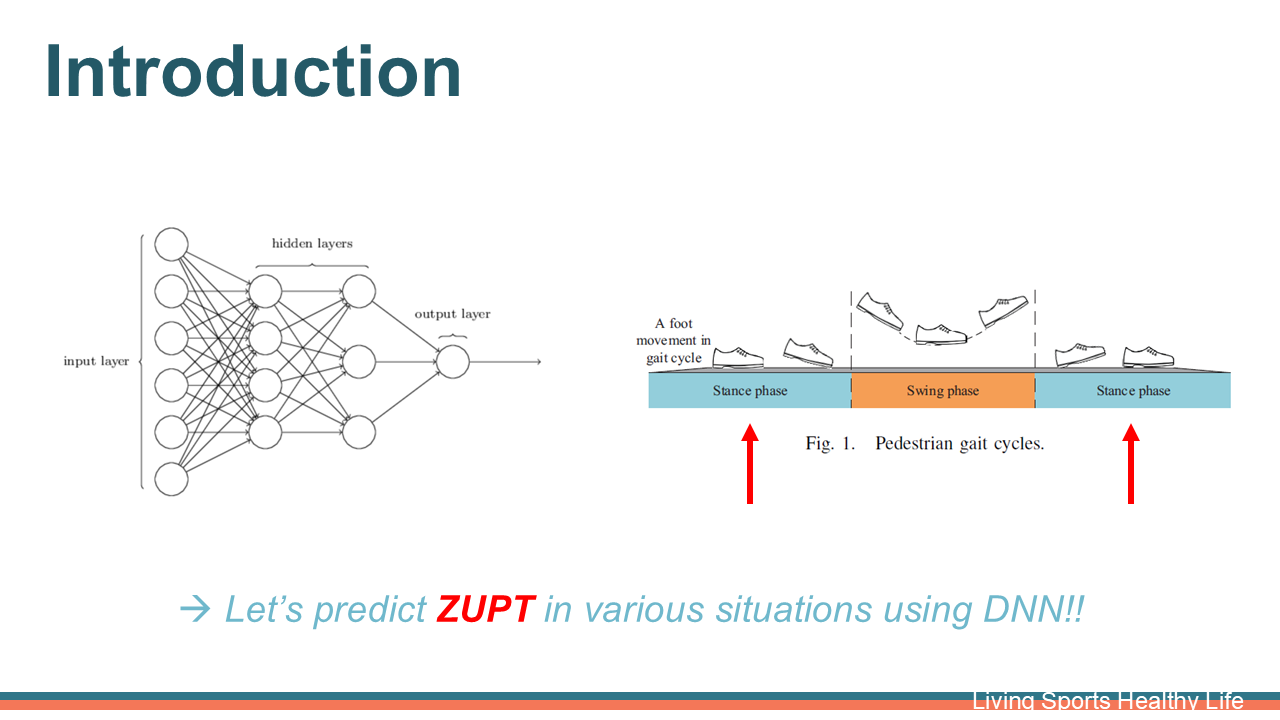 Introduction
hidden layers
output layer
input layer
A foot
movement in
gait cycle
Stance phase
Swing phase
Stance phase
Fig. 1. Pedestrian gait cycles.
→ Let's predict ZUPT in various situations using DNN!!
Living Sports Healthy Life